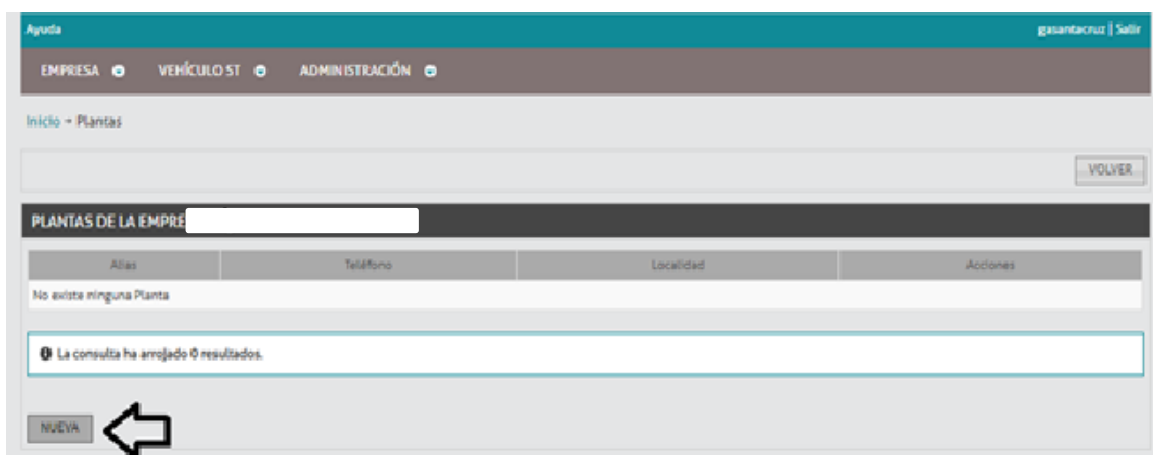 Ayuda gasantacruz | Salir
EMPRESA VEHÍCULO ST ADMINISTRACIÓN
Inicio - Plantas
VOLVER
PLANTAS DE LA EMPRE
Alias Teléfono Localidad Acciones
No existe ninguna Planta
La consulta ha arrojado 0 resultados.
NUEVA